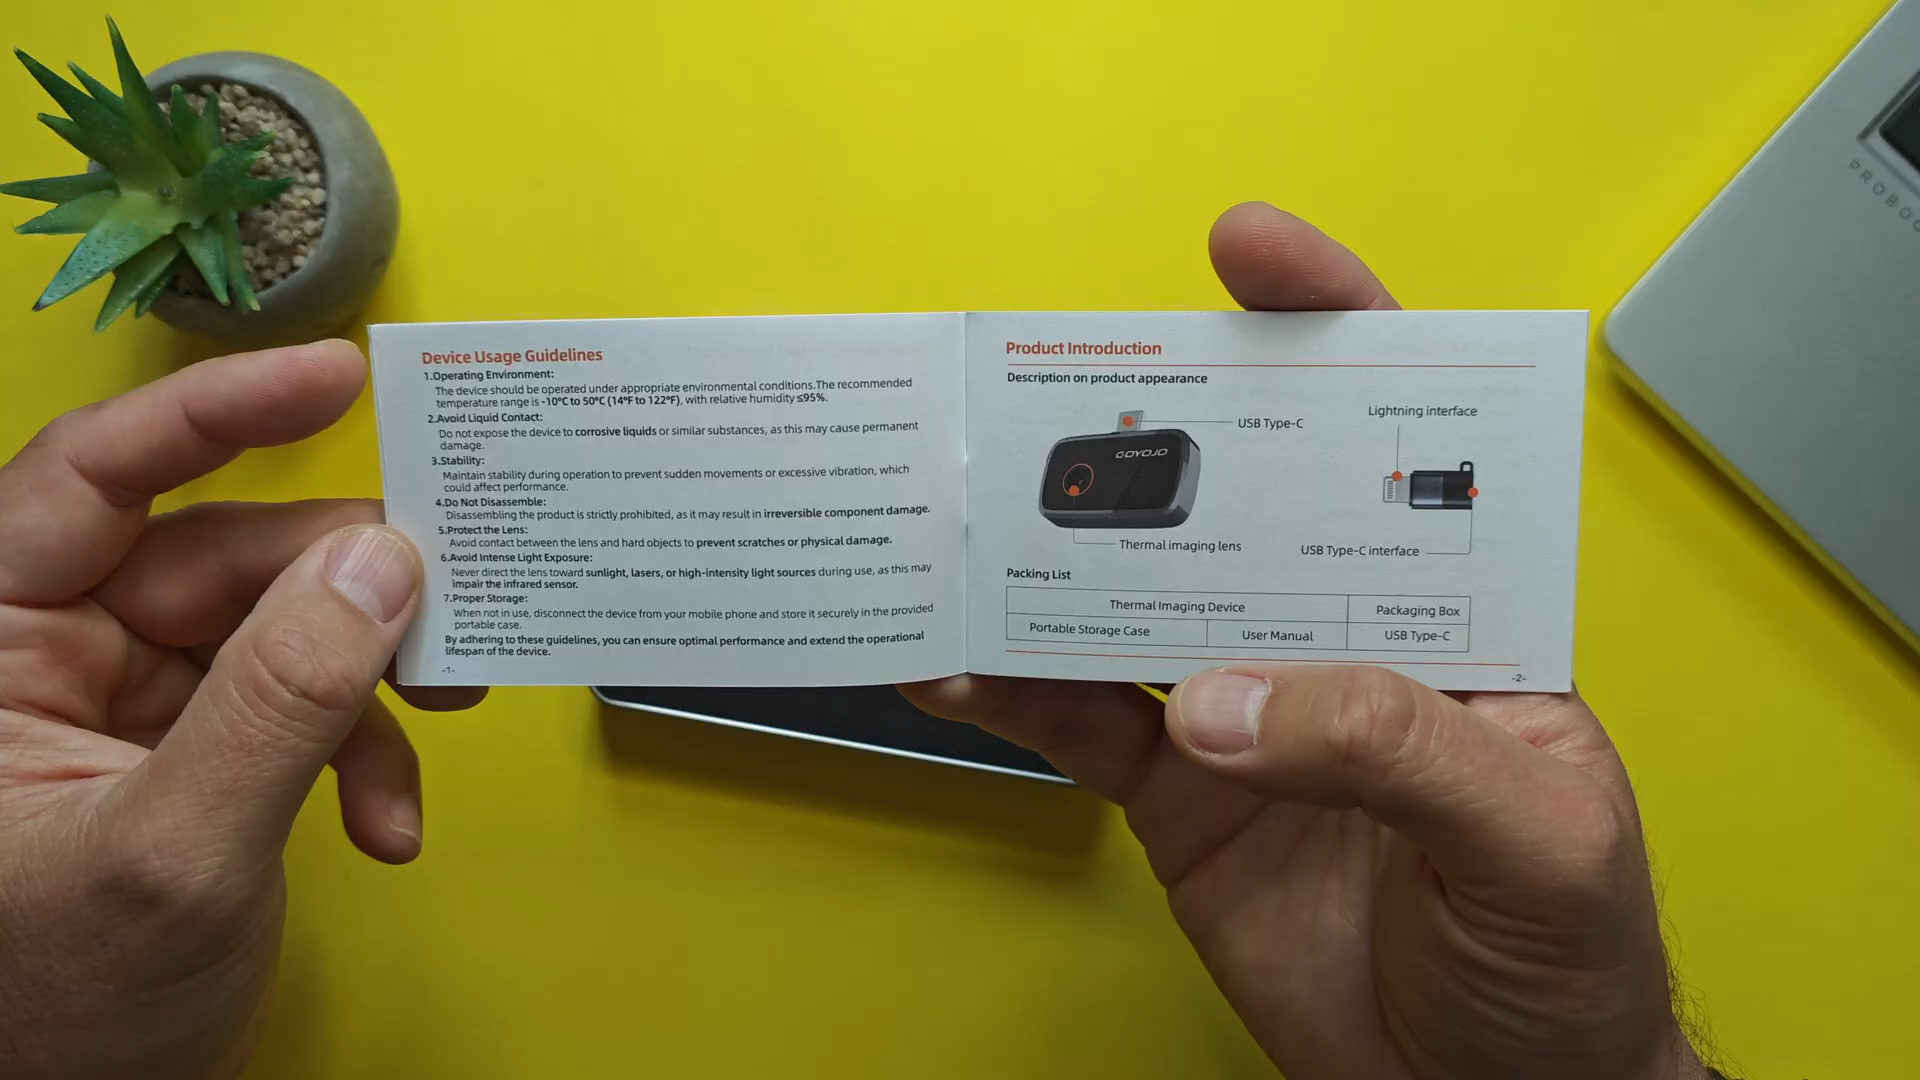 Device Usage Guidelines
1.Operating Environment:
The device should be operated under appropriate environmental conditions.The recommended
temperature range is -10°C to 50°C (14°F to 122°F), with relative humidity ≤95%.
2.Avoid Liquid Contact:
Do not expose the device to corrosive liquids or similar substances, as this may cause permanent
damage.
3.Stability:
Maintain stability during operation to prevent sudden movements or excessive vibration, which
could affect performance.
4.Do Not Disassemble:
Disassembling the product is strictly prohibited, as it may result in irreversible component damage.
5.Protect the Lens:
Avoid contact between the lens and hard objects to prevent scratches or physical damage.
6.Avoid Intense Light Exposure:
Never direct the lens toward sunlight, lasers, or high-intensity light sources during use, as this may
impair the infrared sensor.
7.Proper Storage:
When not in use, disconnect the device from your mobile phone and store it securely in the provided
portable case.
By adhering to these guidelines, you can ensure optimal performance and extend the operational
lifespan of the device.
-1-
Product Introduction
Description on product appearance
USB Type-C
GOYOJO
Thermal imaging lens
Lightning interface
USB Type-C interface
Packing List
Thermal Imaging Device
Packaging Box
Portable Storage Case
User Manual
USB Type-C
-2-
PROBO